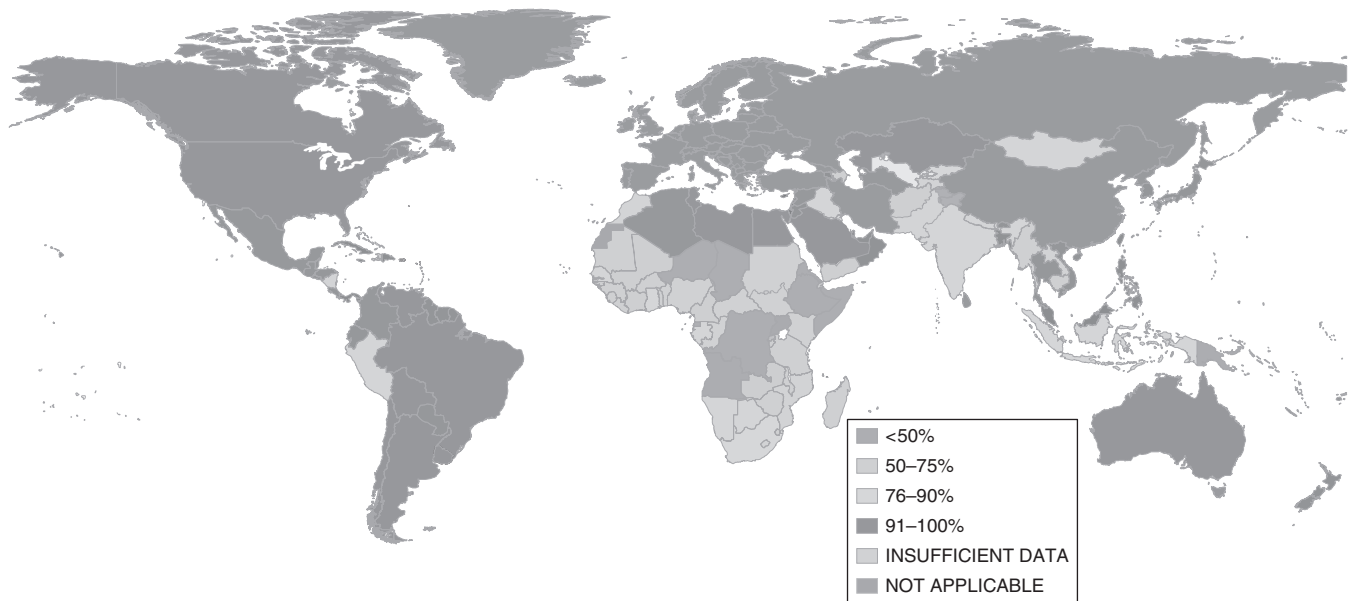 <50%
50–75%
76–90%
91–100%
INSUFFICIENT DATA
NOT APPLICABLE